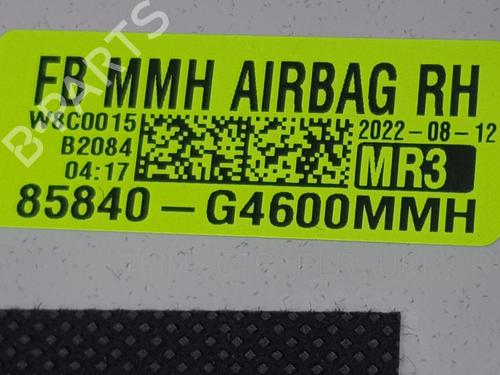 B-PARTS
FB MMH AIRBAG RH
W8C0015
B2084
04:17
2022-08-12
MR3
85840-G4600MMH